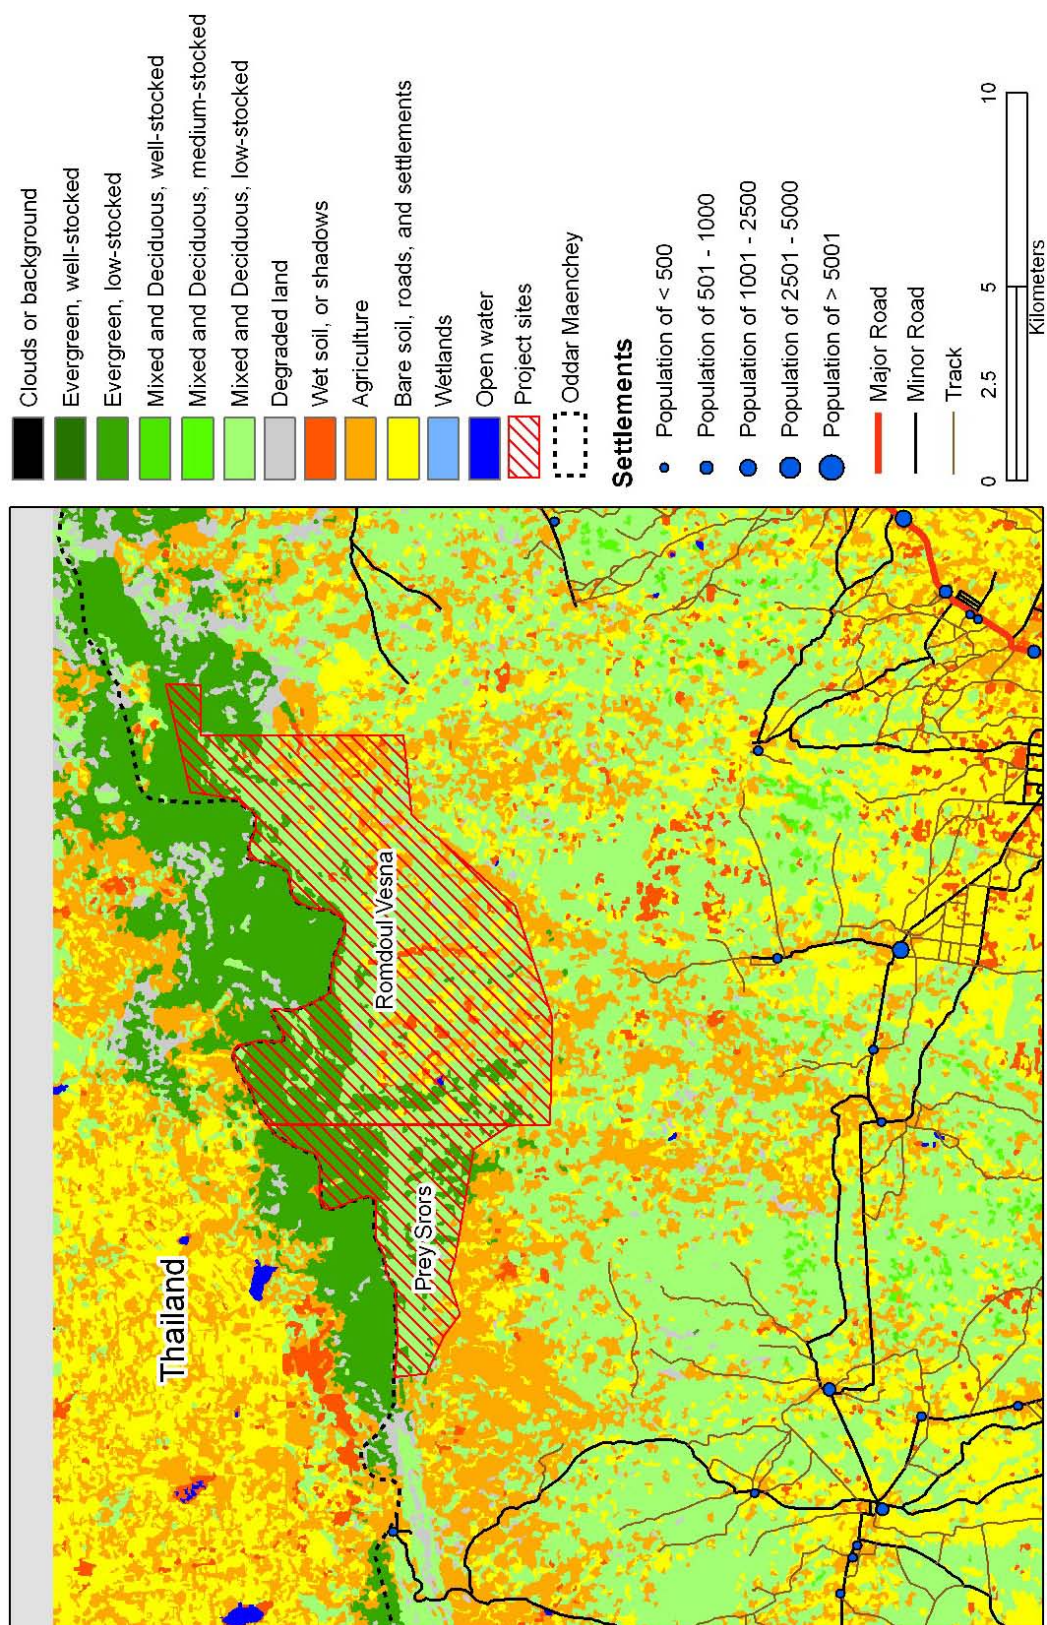 Thailand
Romdoul Vesna
Prey Srors
Clouds or background
Evergreen, well-stocked
Evergreen, low-stocked
Mixed and Deciduous, well-stocked
Mixed and Deciduous, medium-stocked
Mixed and Deciduous, low-stocked
Degraded land
Wet soil, or shadows
Agriculture
Bare soil, roads, and settlements
Wetlands
Open water
Project sites
Oddar Maenchey
Settlements
Population of < 500
Population of 501 - 1000
Population of 1001 - 2500
Population of 2501 - 5000
Population of > 5001
Major Road
Minor Road
Track
0 2.5 5 10
Kilometers